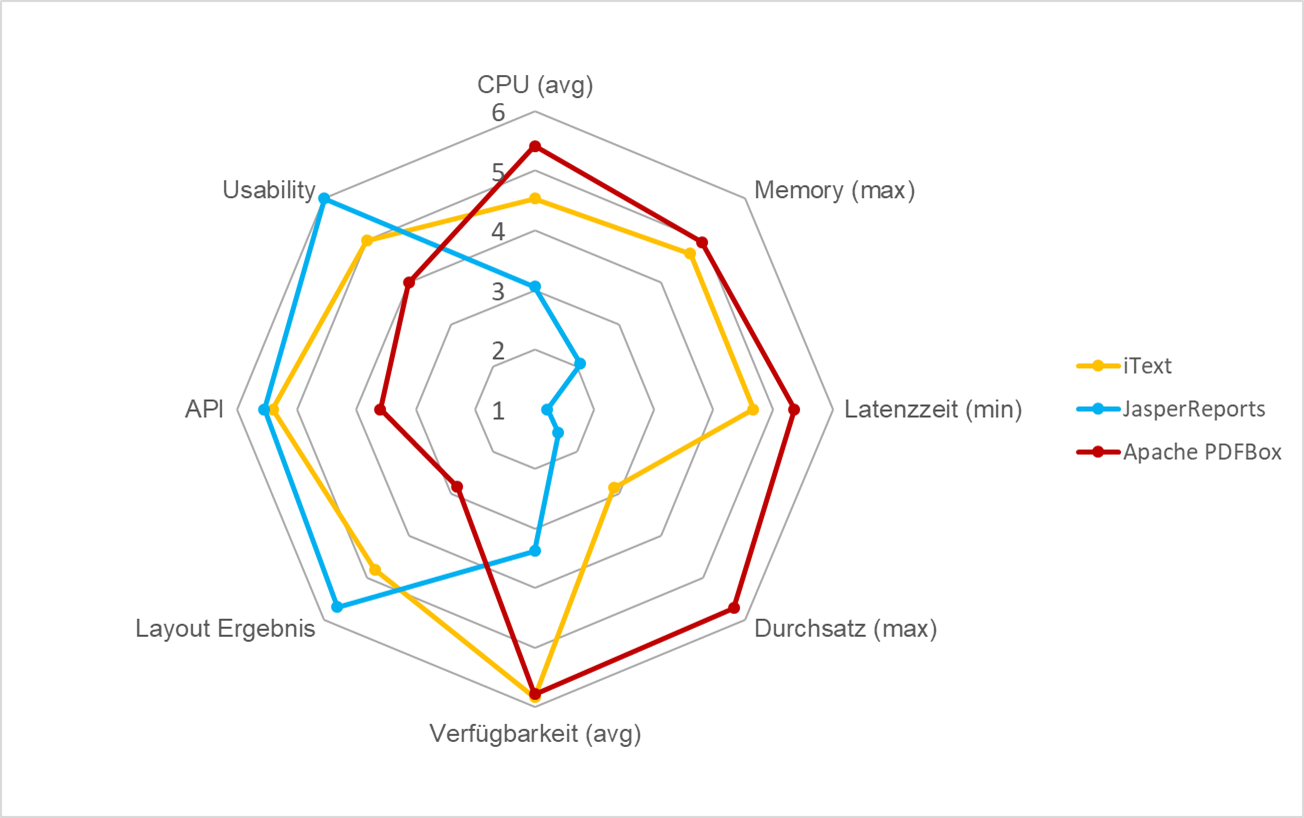 CPU (avg)
6
Usability
5
Memory (max)
4
3
2
iText
API
1
Latenzzeit (min)
JasperReports
Apache PDFBox
Layout Ergebnis
Durchsatz (max)
Verfügbarkeit (avg)